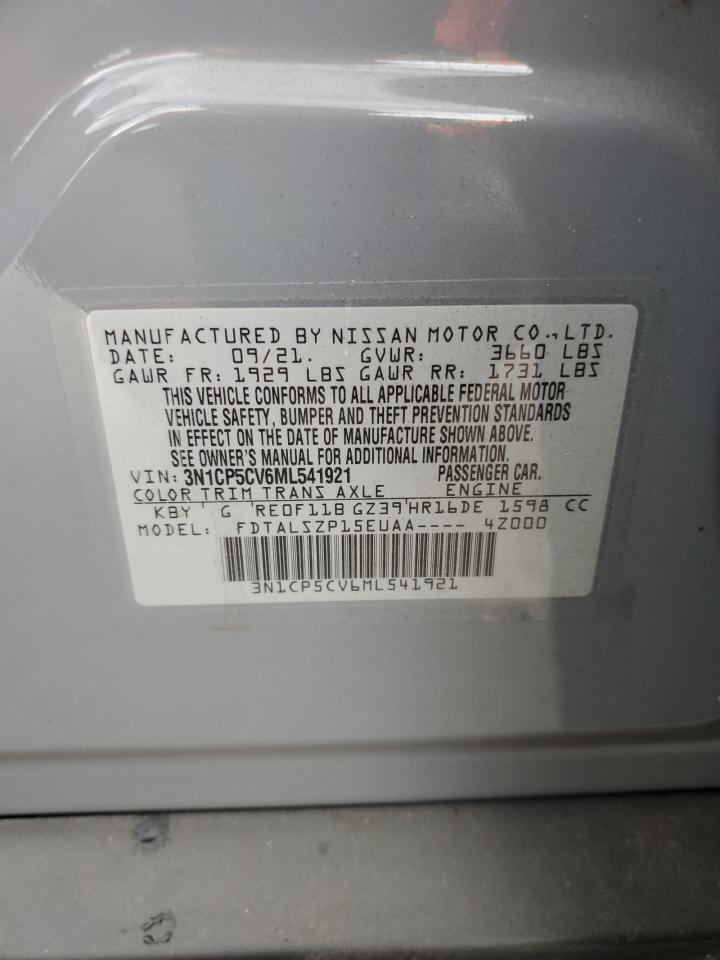 MANUFACTURED BY NISSAN MOTOR CO., LTD.
DATE: 09/21. GVWR: 3660 LBS
GAWR FR: 1929 LBS GAWR RR: 1731 LBS
THIS VEHICLE CONFORMS TO ALL APPLICABLE FEDERAL MOTOR
VEHICLE SAFETY, BUMPER AND THEFT PREVENTION STANDARDS
IN EFFECT ON THE DATE OF MANUFACTURE SHOWN ABOVE.
SEE OWNER'S MANUAL FOR ADDITIONAL INFORMATION.
VIN: 3N1CP5CV6ML541921 PASSENGER CAR.
COLOR TRIM TRANS AXLE ENGINE
KBY G RE0F11B GZ39 HR16DE 1598 CC
MODEL: FDTALSZP15EUAA---- 4Z000
3N1CP5CV6ML541921